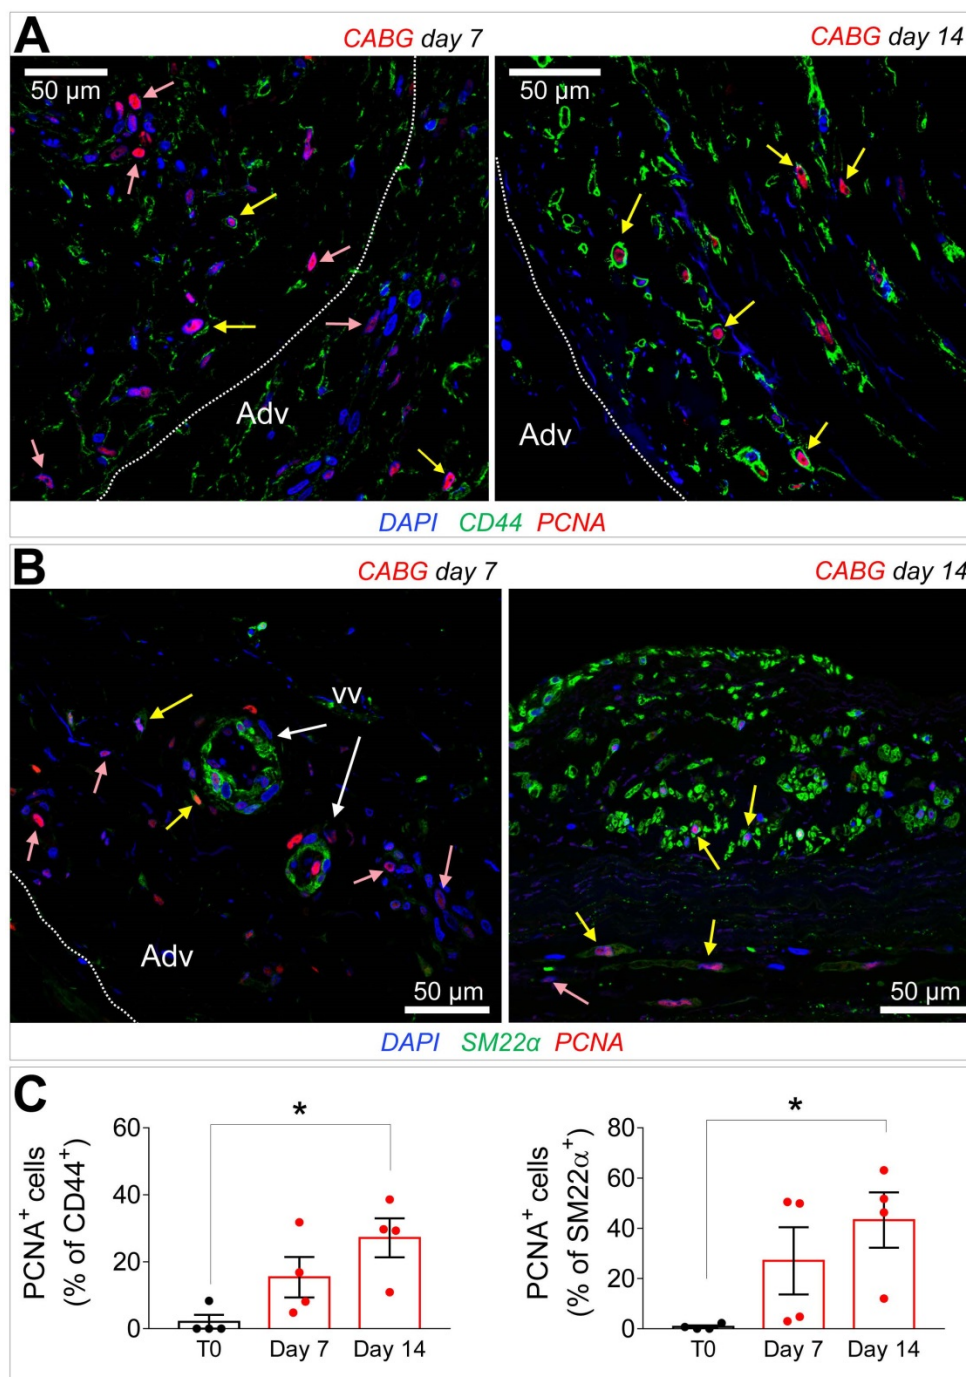 A
CABG day 7
CABG day 14
50 µm
50 µm
Adv
Adv
DAPI CD44 PCNA
B
CABG day 7
CABG day 14
vv
Adv
50 µm
50 µm
DAPI SM22α PCNA
C
PCNA⁺ cells
(% of CD44⁺)
60
40
20
0
*
T0 Day 7 Day 14
PCNA⁺ cells
(% of SM22α⁺)
80
60
40
20
0
*
T0 Day 7 Day 14